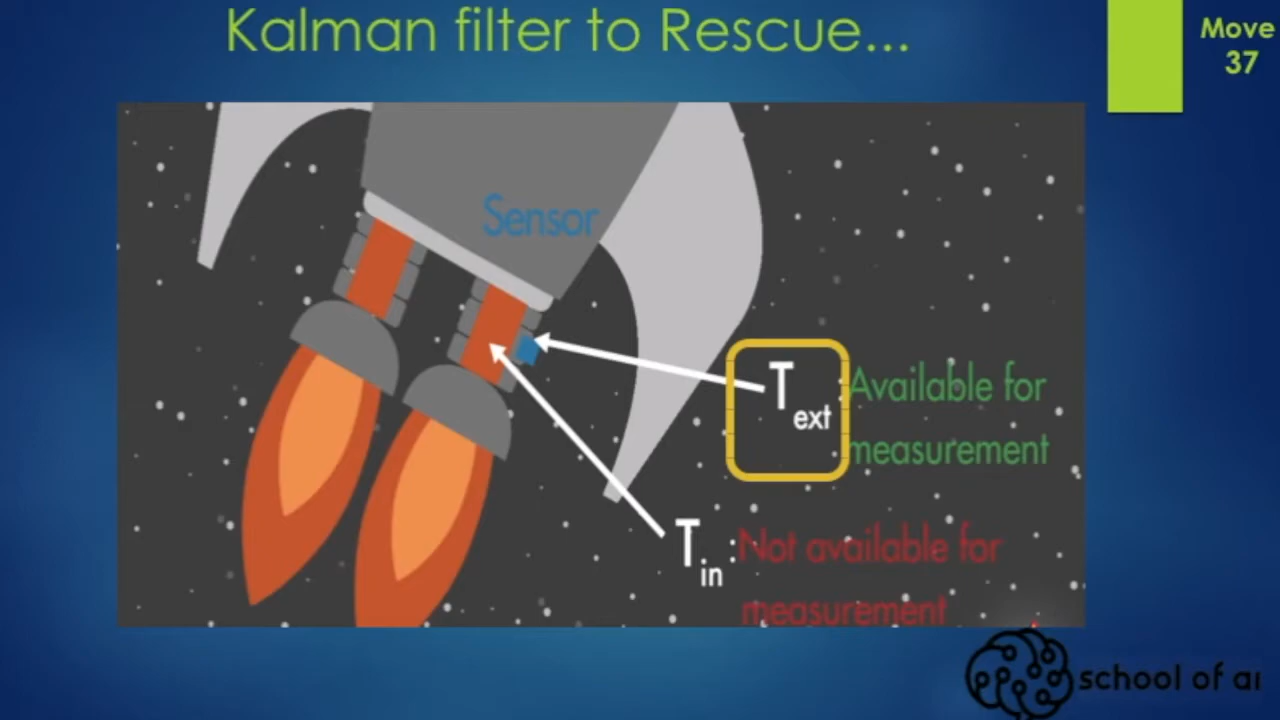 Kalman filter to Rescue...
Move
37
Sensor
T ext :Available for
measurement
T in :Not available for
measurement
school of ai